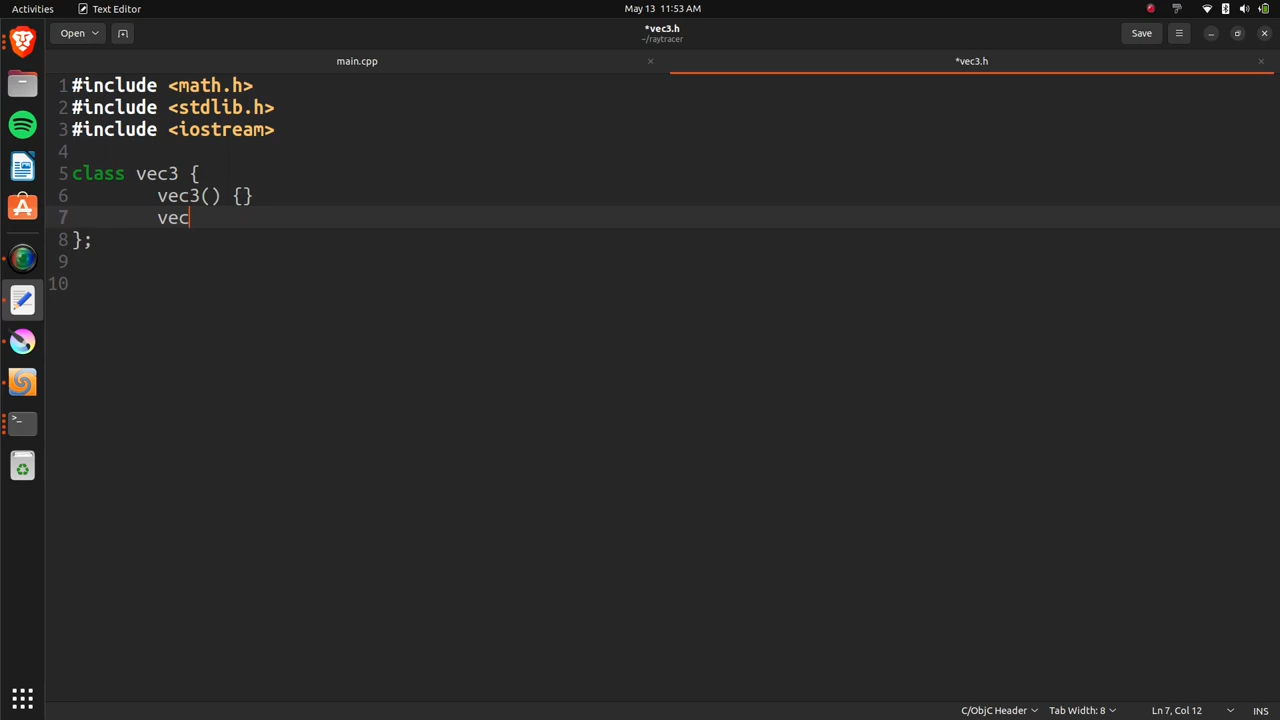 Activities
Text Editor
May 13 11:53 AM
Open
*vec3.h
~/raytracer
Save
main.cpp
*vec3.h
1 #include <math.h>
2 #include <stdlib.h>
3 #include <iostream>
4
5 class vec3 {
6 vec3() {}
7 vec
8 };
9
10
>_
C/ObjC Header
Tab Width: 8
Ln 7, Col 12
INS